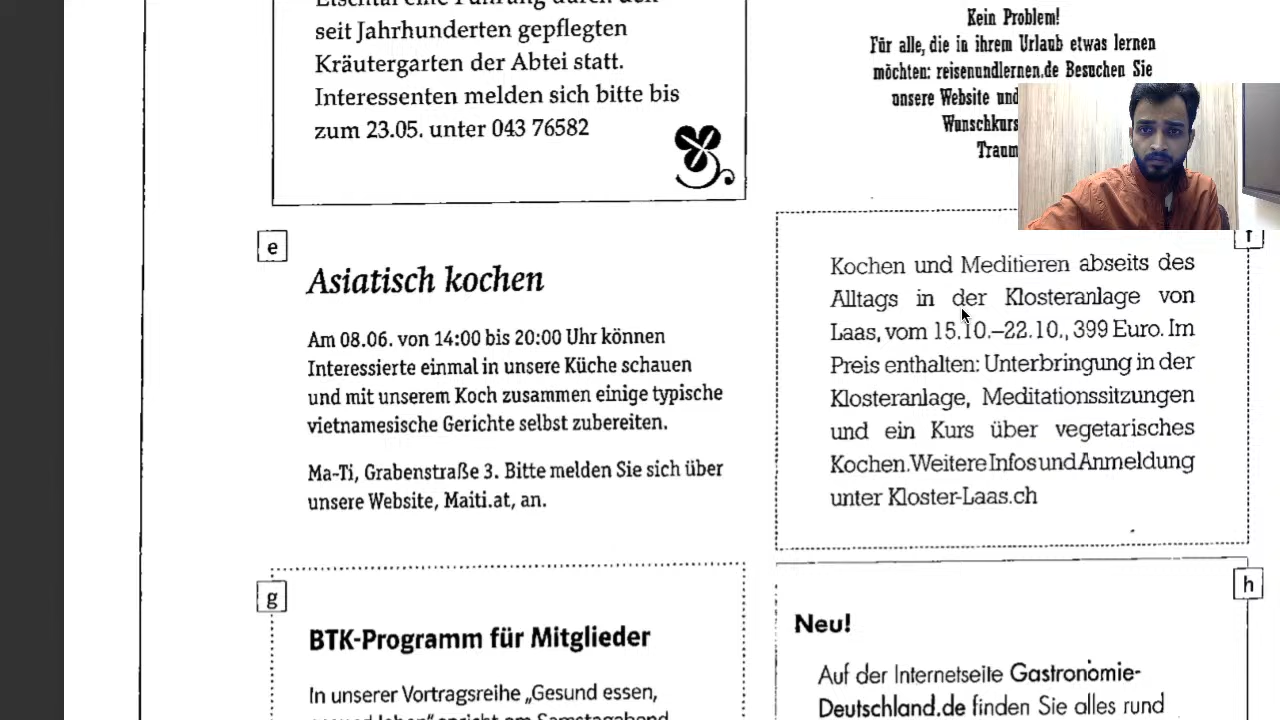 seit Jahrhunderten gepflegten
Kräutergarten der Abtei statt.
Interessenten melden sich bitte bis
zum 23.05. unter 043 76582
Kein Problem!
Für alle, die in ihrem Urlaub etwas lernen
möchten: reisenundlernen.de Besuchen Sie
unsere Website und
Wunschkurs
Traum
e
Asiatisch kochen
Am 08.06. von 14:00 bis 20:00 Uhr können
Interessierte einmal in unsere Küche schauen
und mit unserem Koch zusammen einige typische
vietnamesische Gerichte selbst zubereiten.
Ma-Ti, Grabenstraße 3. Bitte melden Sie sich über
unsere Website, Maiti.at, an.
f
Kochen und Meditieren abseits des
Alltags in der Klosteranlage von
Laas, vom 15.10.–22.10., 399 Euro. Im
Preis enthalten: Unterbringung in der
Klosteranlage, Meditationssitzungen
und ein Kurs über vegetarisches
Kochen. Weitere Infos und Anmeldung
unter Kloster-Laas.ch
g
BTK-Programm für Mitglieder
In unserer Vortragsreihe „Gesund essen,
h
Neu!
Auf der Internetseite Gastronomie-
Deutschland.de finden Sie alles rund